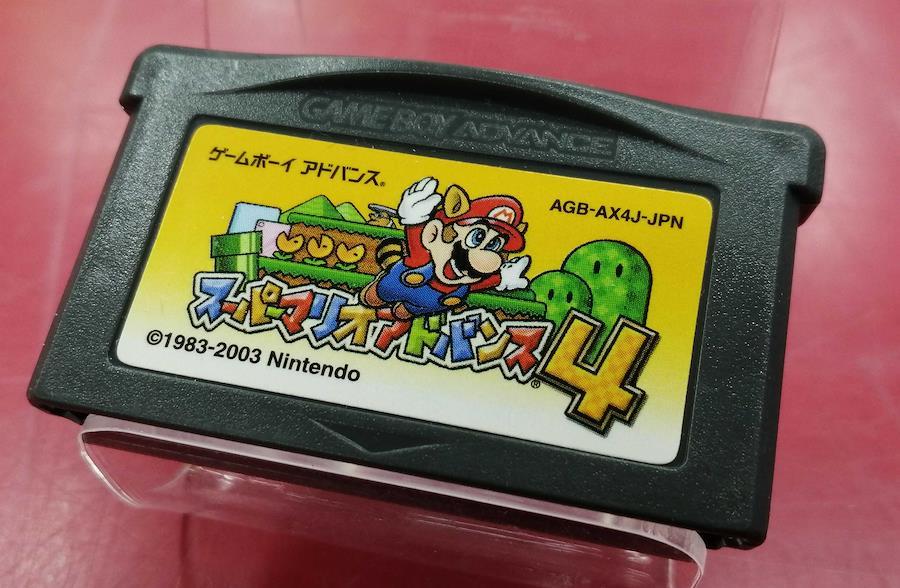 GAME BOY ADVANCE
ゲームボーイ アドバンス®
AGB-AX4J-JPN
M
スーパーマリオアドバンス4®
©1983-2003 Nintendo